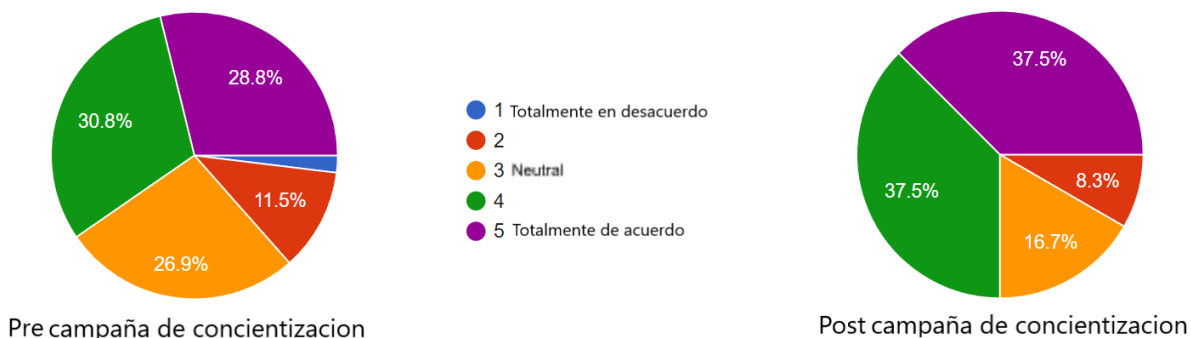 28.8%
30.8%
11.5%
26.9%
Pre campaña de concientizacion
1 Totalmente en desacuerdo
2
3 Neutral
4
5 Totalmente de acuerdo
37.5%
37.5%
8.3%
16.7%
Post campaña de concientizacion